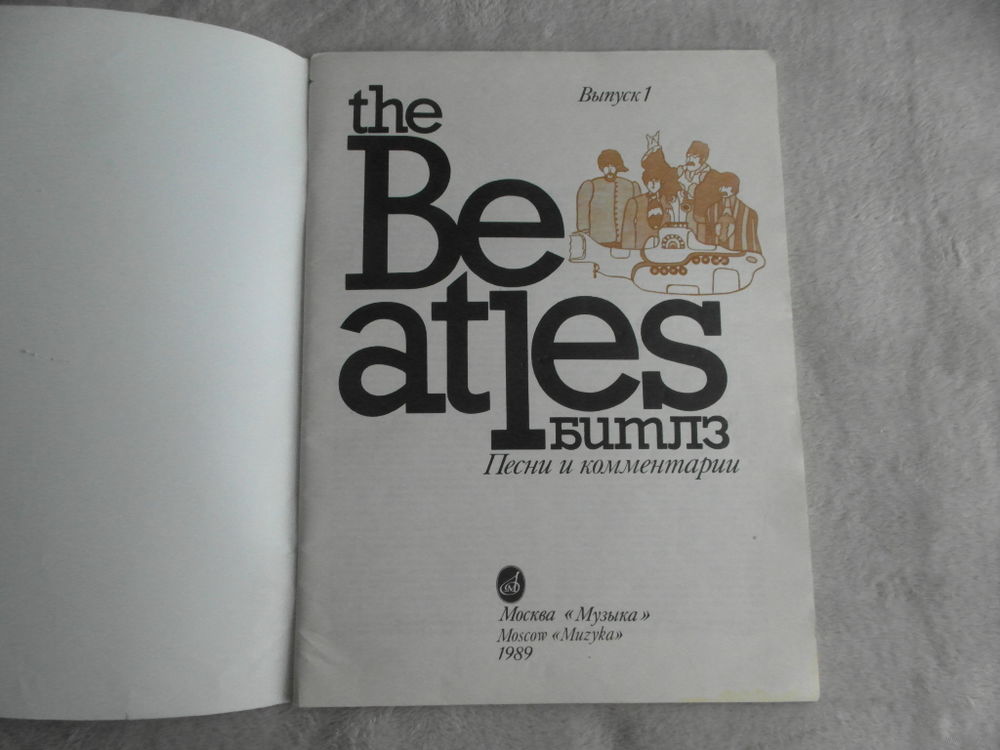 the
Выпуск 1
Be
atles
Битлз
Песни и комментарии
Москва «Музыка»
Moscow «Muzyka»
1989